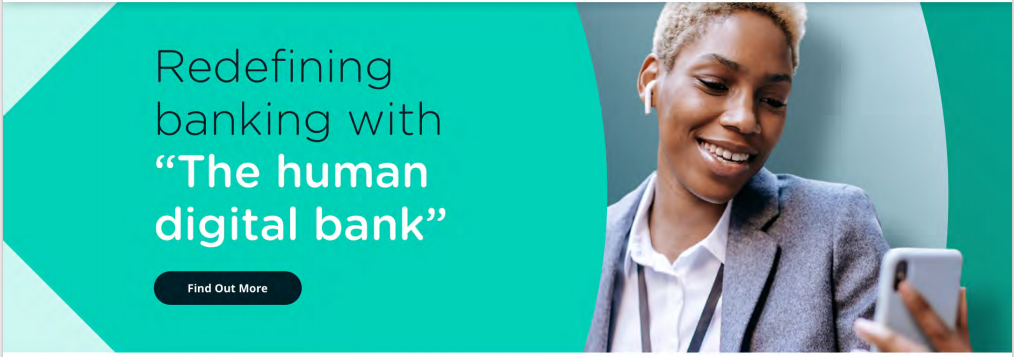 Redefining
banking with
“The human
digital bank”
Find Out More